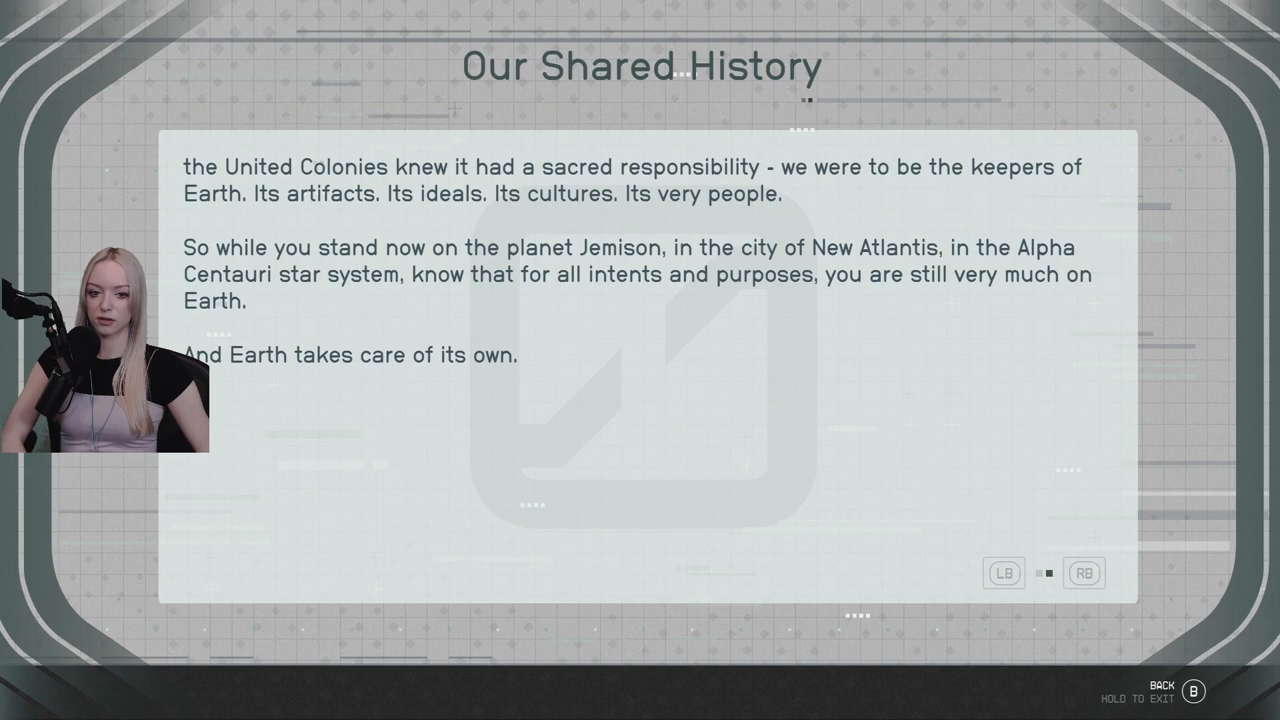 Our Shared History
the United Colonies knew it had a sacred responsibility - we were to be the keepers of
Earth. Its artifacts. Its ideals. Its cultures. Its very people.
So while you stand now on the planet Jemison, in the city of New Atlantis, in the Alpha
Centauri star system, know that for all intents and purposes, you are still very much on
Earth.
And Earth takes care of its own.
LB
RB
BACK
HOLD TO EXIT
B